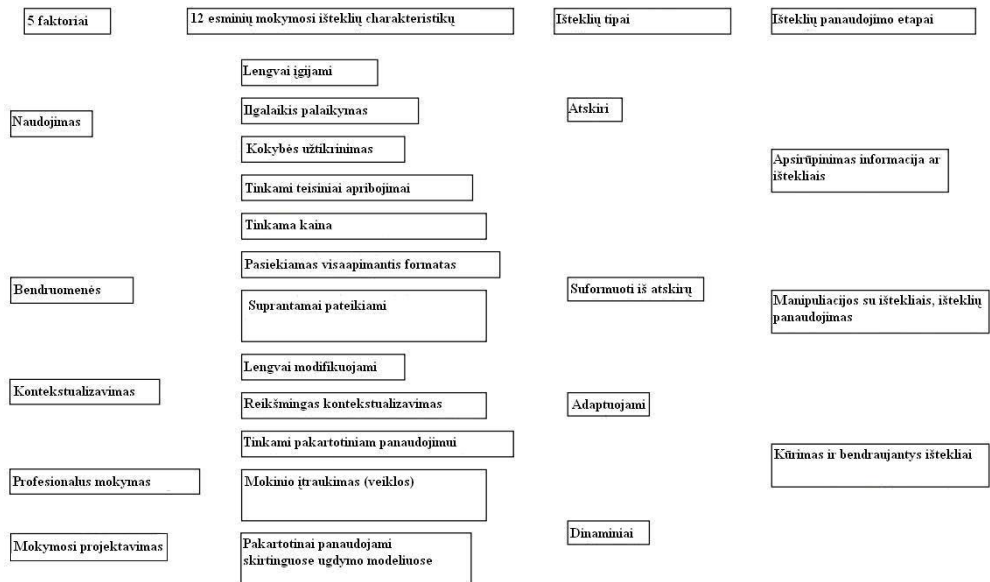 5 faktoriai
12 esminių mokymosi išteklių charakteristikų
Išteklių tipai
Išteklių panaudojimo etapai
Naudojimas
Bendruomenės
Kontekstualizavimas
Profesionalus mokymas
Mokymosi projektavimas
Lengvai įgijami
Ilgalaikis palaikymas
Kokybės užtikrinimas
Tinkami teisiniai apribojimai
Tinkama kaina
Pasiekiamas visaapimantis formatas
Suprantamai pateikiami
Lengvai modifikuojami
Reikšmingas kontekstualizavimas
Tinkami pakartotiniam panaudojimui
Mokinio įtraukimas (veiklos)
Pakartotinai panaudojami
skirtinguose ugdymo modeliuose
Atskiri
Suformuoti iš atskirų
Adaptuojami
Dinaminiai
Apsirūpinimas informacija ar
ištekliais
Manipuliacijos su ištekliais, išteklių
panaudojimas
Kūrimas ir bendraujantys ištekliai